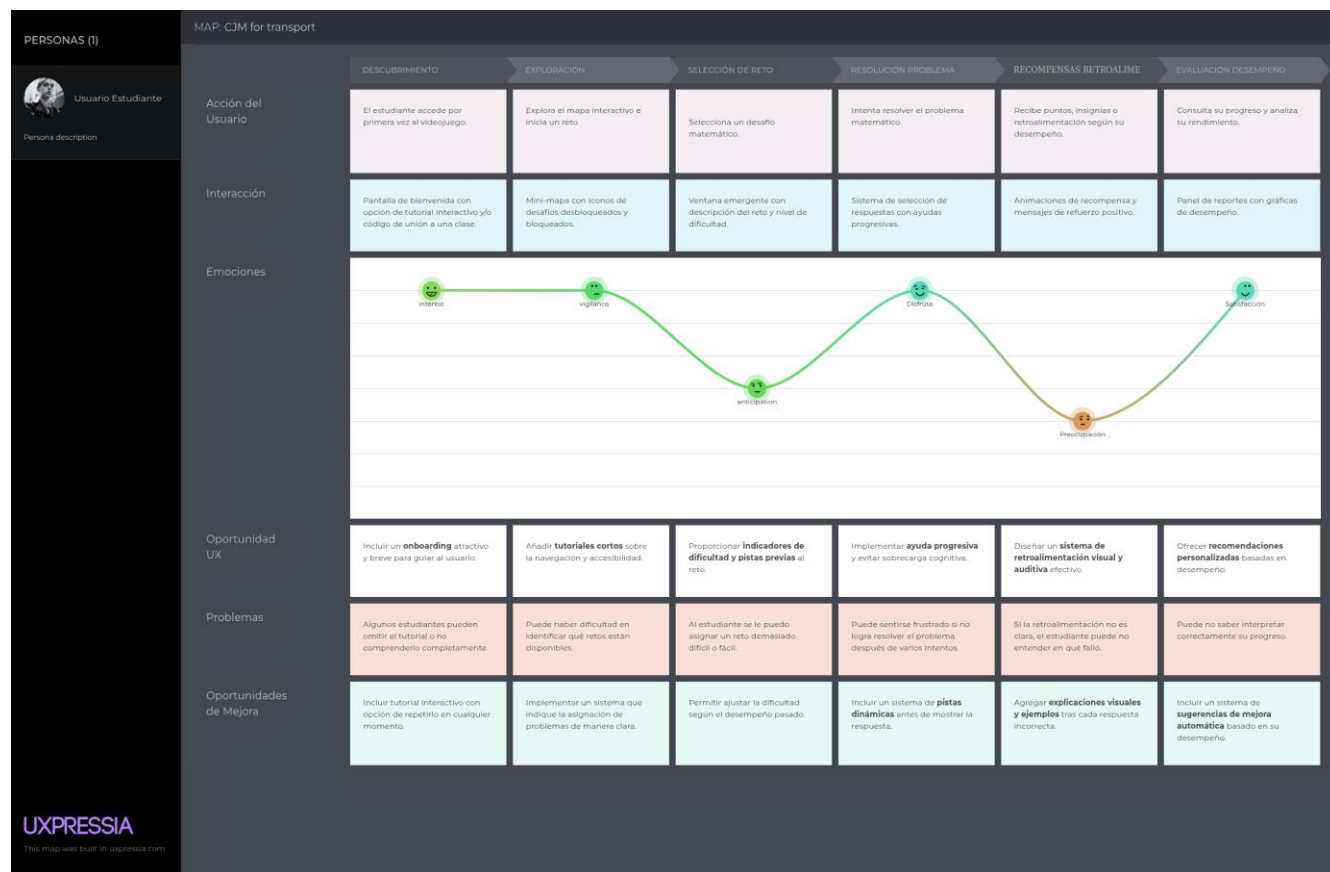 PERSONAS (1)
Usuario Estudiante
Persona description
MAP: CJM for transport
DESCUBRIMIENTO
EXPLORACIÓN
SELECCIÓN DE RETO
RESOLUCIÓN PROBLEMA
RECOMPENSAS RETROALIME
EVALUACIÓN DESEMPEÑO
Acción del
Usuario
El estudiante accede por
primera vez al videojuego.
Explora el mapa interactivo e
inicia un reto
Selecciona un desafío
matemático.
Intenta resolver el problema
matemático.
Recibe puntos, insignias o
retroalimentación según su
desempeño.
Consulta su progreso y analiza
su rendimiento.
Interacción
Pantalla de bienvenida con
opción de tutorial interactivo y/o
código de unión a una clase.
Mini-mapa con iconos de
desafíos desbloqueados y
bloqueados.
Ventana emergente con
descripción del reto y nivel de
dificultad.
Sistema de selección de
respuestas con ayudas
progresivas.
Animaciones de recompensa y
mensajes de refuerzo positivo.
Panel de reportes con gráficas
de desempeño.
Emociones
interest
vigilance
anticipation
Disfrute
Preocupación
Satisfacción
Oportunidad
UX
Incluir un onboarding atractivo
y breve para guiar al usuario.
Añadir tutoriales cortos sobre
la navegación y accesibilidad.
Proporcionar indicadores de
dificultad y pistas previas al
reto.
Implementar ayuda progresiva
y evitar sobrecarga cognitiva.
Diseñar un sistema de
retroalimentación visual y
auditiva efectivo.
Ofrecer recomendaciones
personalizadas basadas en
desempeño.
Problemas
Algunos estudiantes pueden
omitir el tutorial o no
comprenderlo completamente.
Puede haber dificultad en
identificar qué retos están
disponibles.
Al estudiante se le puedo
asignar un reto demasiado
difícil o fácil.
Puede sentirse frustrado si no
logra resolver el problema
después de varios intentos.
Si la retroalimentación no es
clara, el estudiante puede no
entender en qué falló.
Puede no saber interpretar
correctamente su progreso.
Oportunidades
de Mejora
Incluir tutorial interactivo con
opción de repetirlo en cualquier
momento.
Implementar un sistema que
indique la asignación de
problemas de manera clara.
Permitir ajustar la dificultad
según el desempeño pasado.
Incluir un sistema de pistas
dinámicas antes de mostrar la
respuesta.
Agregar explicaciones visuales
y ejemplos tras cada respuesta
incorrecta.
Incluir un sistema de
sugerencias de mejora
automática basado en su
desempeño.
UXPRESSIA
This map was built in uxpressia.com